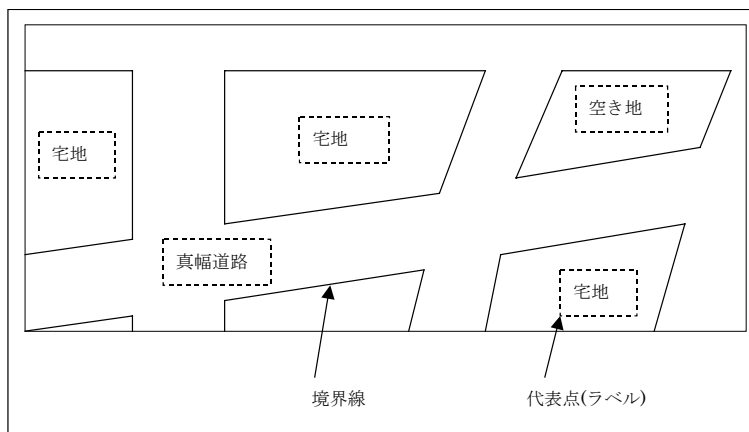 空き地
宅地
宅地
真幅道路
宅地
境界線
代表点(ラベル)